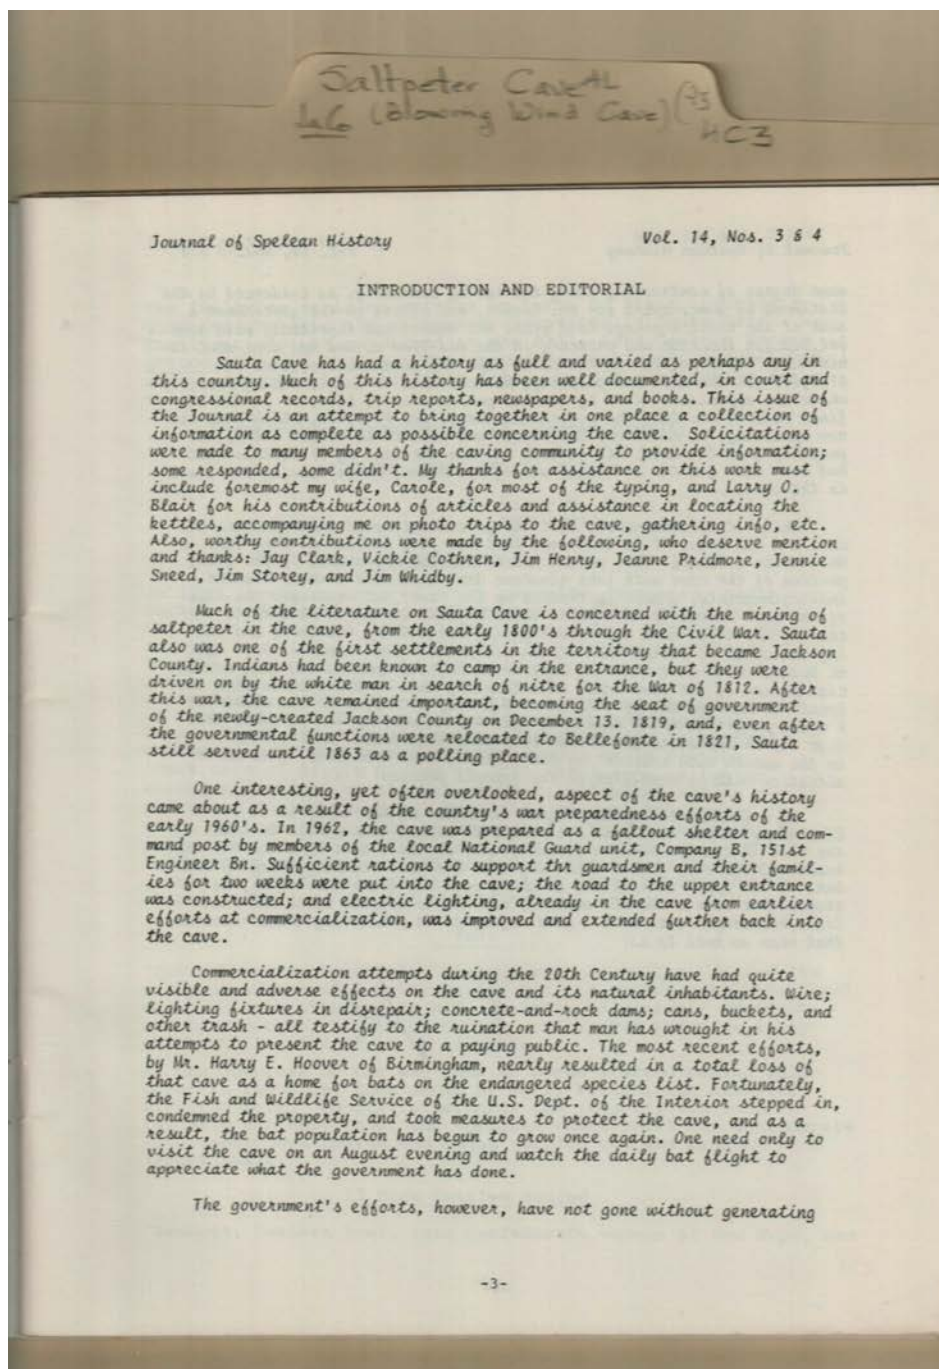 Saltpeter Cave AL
(Blowing Wind Cave)
Journal of Spelean History
Vol. 14, Nos. 3 & 4
INTRODUCTION AND EDITORIAL
Sauta Cave has had a history as full and varied as perhaps any in
this country. Much of this history has been well documented, in court and
congressional records, trip reports, newspapers, and books. This issue of
the Journal is an attempt to bring together in one place a collection of
information as complete as possible concerning the cave. Solicitations
were made to many members of the caving community to provide information;
some responded, some didn't. My thanks for assistance on this work must
include foremost my wife, Carole, for most of the typing, and Larry O.
Blair for his contributions of articles and assistance in locating the
kettles, accompanying me on photo trips to the cave, gathering info, etc.
Also, worthy contributions were made by the following, who deserve mention
and thanks: Jay Clark, Vickie Cothren, Jim Henry, Jeanne Pridmore, Jennie
Sneed, Jim Storey, and Jim Whidby.
Much of the literature on Sauta Cave is concerned with the mining of
saltpeter in the cave, from the early 1800's through the Civil War. Sauta
also was one of the first settlements in the territory that became Jackson
County. Indians had been known to camp in the entrance, but they were
driven on by the white man in search of nitre for the War of 1812. After
this war, the cave remained important, becoming the seat of government
of the newly-created Jackson County on December 13. 1819, and, even after
the governmental functions were relocated to Bellefonte in 1821, Sauta
still served until 1863 as a polling place.
One interesting, yet often overlooked, aspect of the cave's history
came about as a result of the country's war preparedness efforts of the
early 1960's. In 1962, the cave was prepared as a fallout shelter and com-
mand post by members of the local National Guard unit, Company B, 151st
Engineer Bn. Sufficient rations to support thr guardsmen and their famil-
ies for two weeks were put into the cave; the road to the upper entrance
was constructed; and electric lighting, already in the cave from earlier
efforts at commercialization, was improved and extended further back into
the cave.
Commercialization attempts during the 20th Century have had quite
visible and adverse effects on the cave and its natural inhabitants. Wire;
lighting fixtures in disrepair; concrete-and-rock dams; cans, buckets, and
other trash - all testify to the ruination that man has wrought in his
attempts to present the cave to a paying public. The most recent efforts,
by Mr. Harry E. Hoover of Birmingham, nearly resulted in a total loss of
that cave as a home for bats on the endangered species list. Fortunately,
the Fish and Wildlife Service of the U.S. Dept. of the Interior stepped in,
condemned the property, and took measures to protect the cave, and as a
result, the bat population has begun to grow once again. One need only to
visit the cave on an August evening and watch the daily bat flight to
appreciate what the government has done.
The government's efforts, however, have not gone without generating
-3-